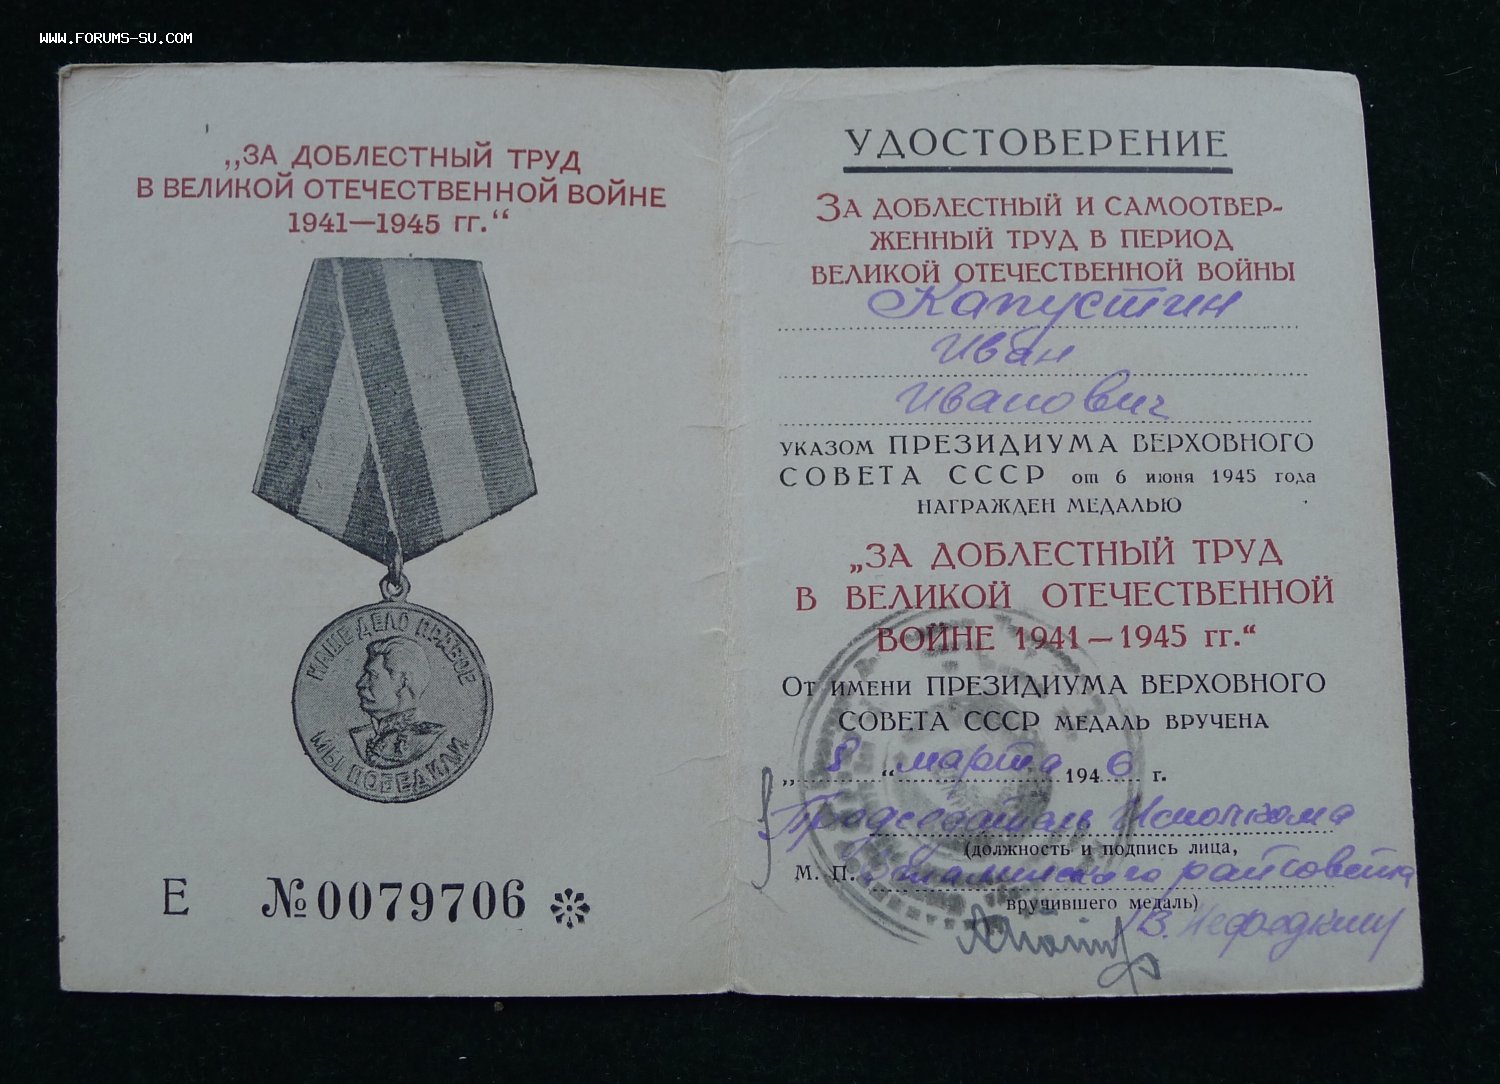 www.forums-su.com
„ЗА ДОБЛЕСТНЫЙ ТРУД
В ВЕЛИКОЙ ОТЕЧЕСТВЕННОЙ ВОЙНЕ
1941—1945 гг.“
НАШЕ ДЕЛО ПРАВОЕ
МЫ ПОБЕДИЛИ
Е №0079706
УДОСТОВЕРЕНИЕ
ЗА ДОБЛЕСТНЫЙ И САМООТВЕР-
ЖЕННЫЙ ТРУД В ПЕРИОД
ВЕЛИКОЙ ОТЕЧЕСТВЕННОЙ ВОЙНЫ
Капустин
Иван
Иванович
УКАЗОМ ПРЕЗИДИУМА ВЕРХОВНОГО
СОВЕТА СССР от 6 июня 1945 года
НАГРАЖДЕН МЕДАЛЬЮ
„ЗА ДОБЛЕСТНЫЙ ТРУД
В ВЕЛИКОЙ ОТЕЧЕСТВЕННОЙ
ВОЙНЕ 1941—1945 гг.“
ОТ ИМЕНИ ПРЕЗИДИУМА ВЕРХОВНОГО
СОВЕТА СССР МЕДАЛЬ ВРУЧЕНА
„8“ марта 1946 г.
Председатель Исполкома
(должность и подпись лица,
М. П. райсовета
вручившего медаль)